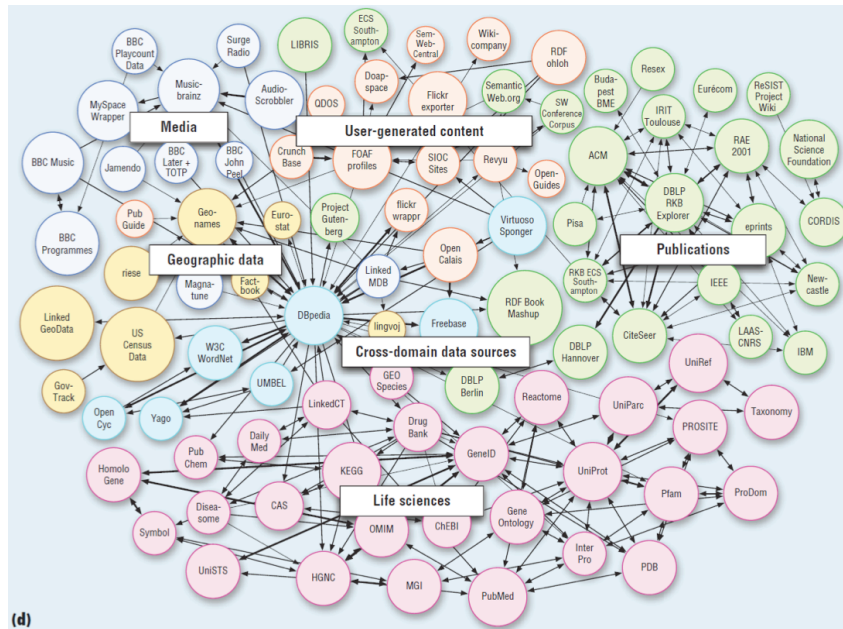 BBC
Playcount
Data
Surge
Radio
LIBRIS
ECS
South-
ampton
Sem-
Web-
Central
Wiki-
company
RDF
ohloh
Music-
brainz
Audio-
Scrobbler
MySpace
Wrapper
QDOS
Doap-
space
Flickr
exporter
Semantic
Web.org
SW
Conference
Corpus
Buda-
pest
BME
Resex
IRIT
Toulouse
Eurécom
ReSIST
Project
Wiki
National
Science
Foundation
Media
User-generated content
BBC Music
Jamendo
BBC
Later +
TOTP
BBC
John
Peel
Crunch
Base
FOAF
profiles
SIOC
Sites
Revyu
Open-
Guides
ACM
RAE
2001
DBLP
RKB
Explorer
BBC
Programmes
Pub
Guide
Geo-
names
Euro-
stat
Project
Guten-
berg
flickr
wrappr
Virtuoso
Sponger
Pisa
eprints
CORDIS
Geographic data
Publications
riese
Magna-
tune
Fact-
book
Linked
MDB
Open
Calais
RKB ECS
South-
ampton
IEEE
New-
castle
Linked
GeoData
US
Census
Data
DBpedia
lingvoj
Freebase
RDF Book
Mashup
CiteSeer
LAAS-
CNRS
IBM
W3C
WordNet
Cross-domain data sources
DBLP
Hannover
Gov-
Track
UMBEL
GEO
Species
DBLP
Berlin
Open
Cyc
Yago
LinkedCT
Reactome
UniParc
UniRef
Taxonomy
PROSITE
Daily
Med
Drug
Bank
Pub
Chem
KEGG
GeneID
UniProt
Homolo
Gene
Pfam
ProDom
Life sciences
Disea-
some
CAS
OMIM
ChEBI
Gene
Ontology
Symbol
Inter
Pro
UniSTS
HGNC
MGI
PubMed
PDB
(d)